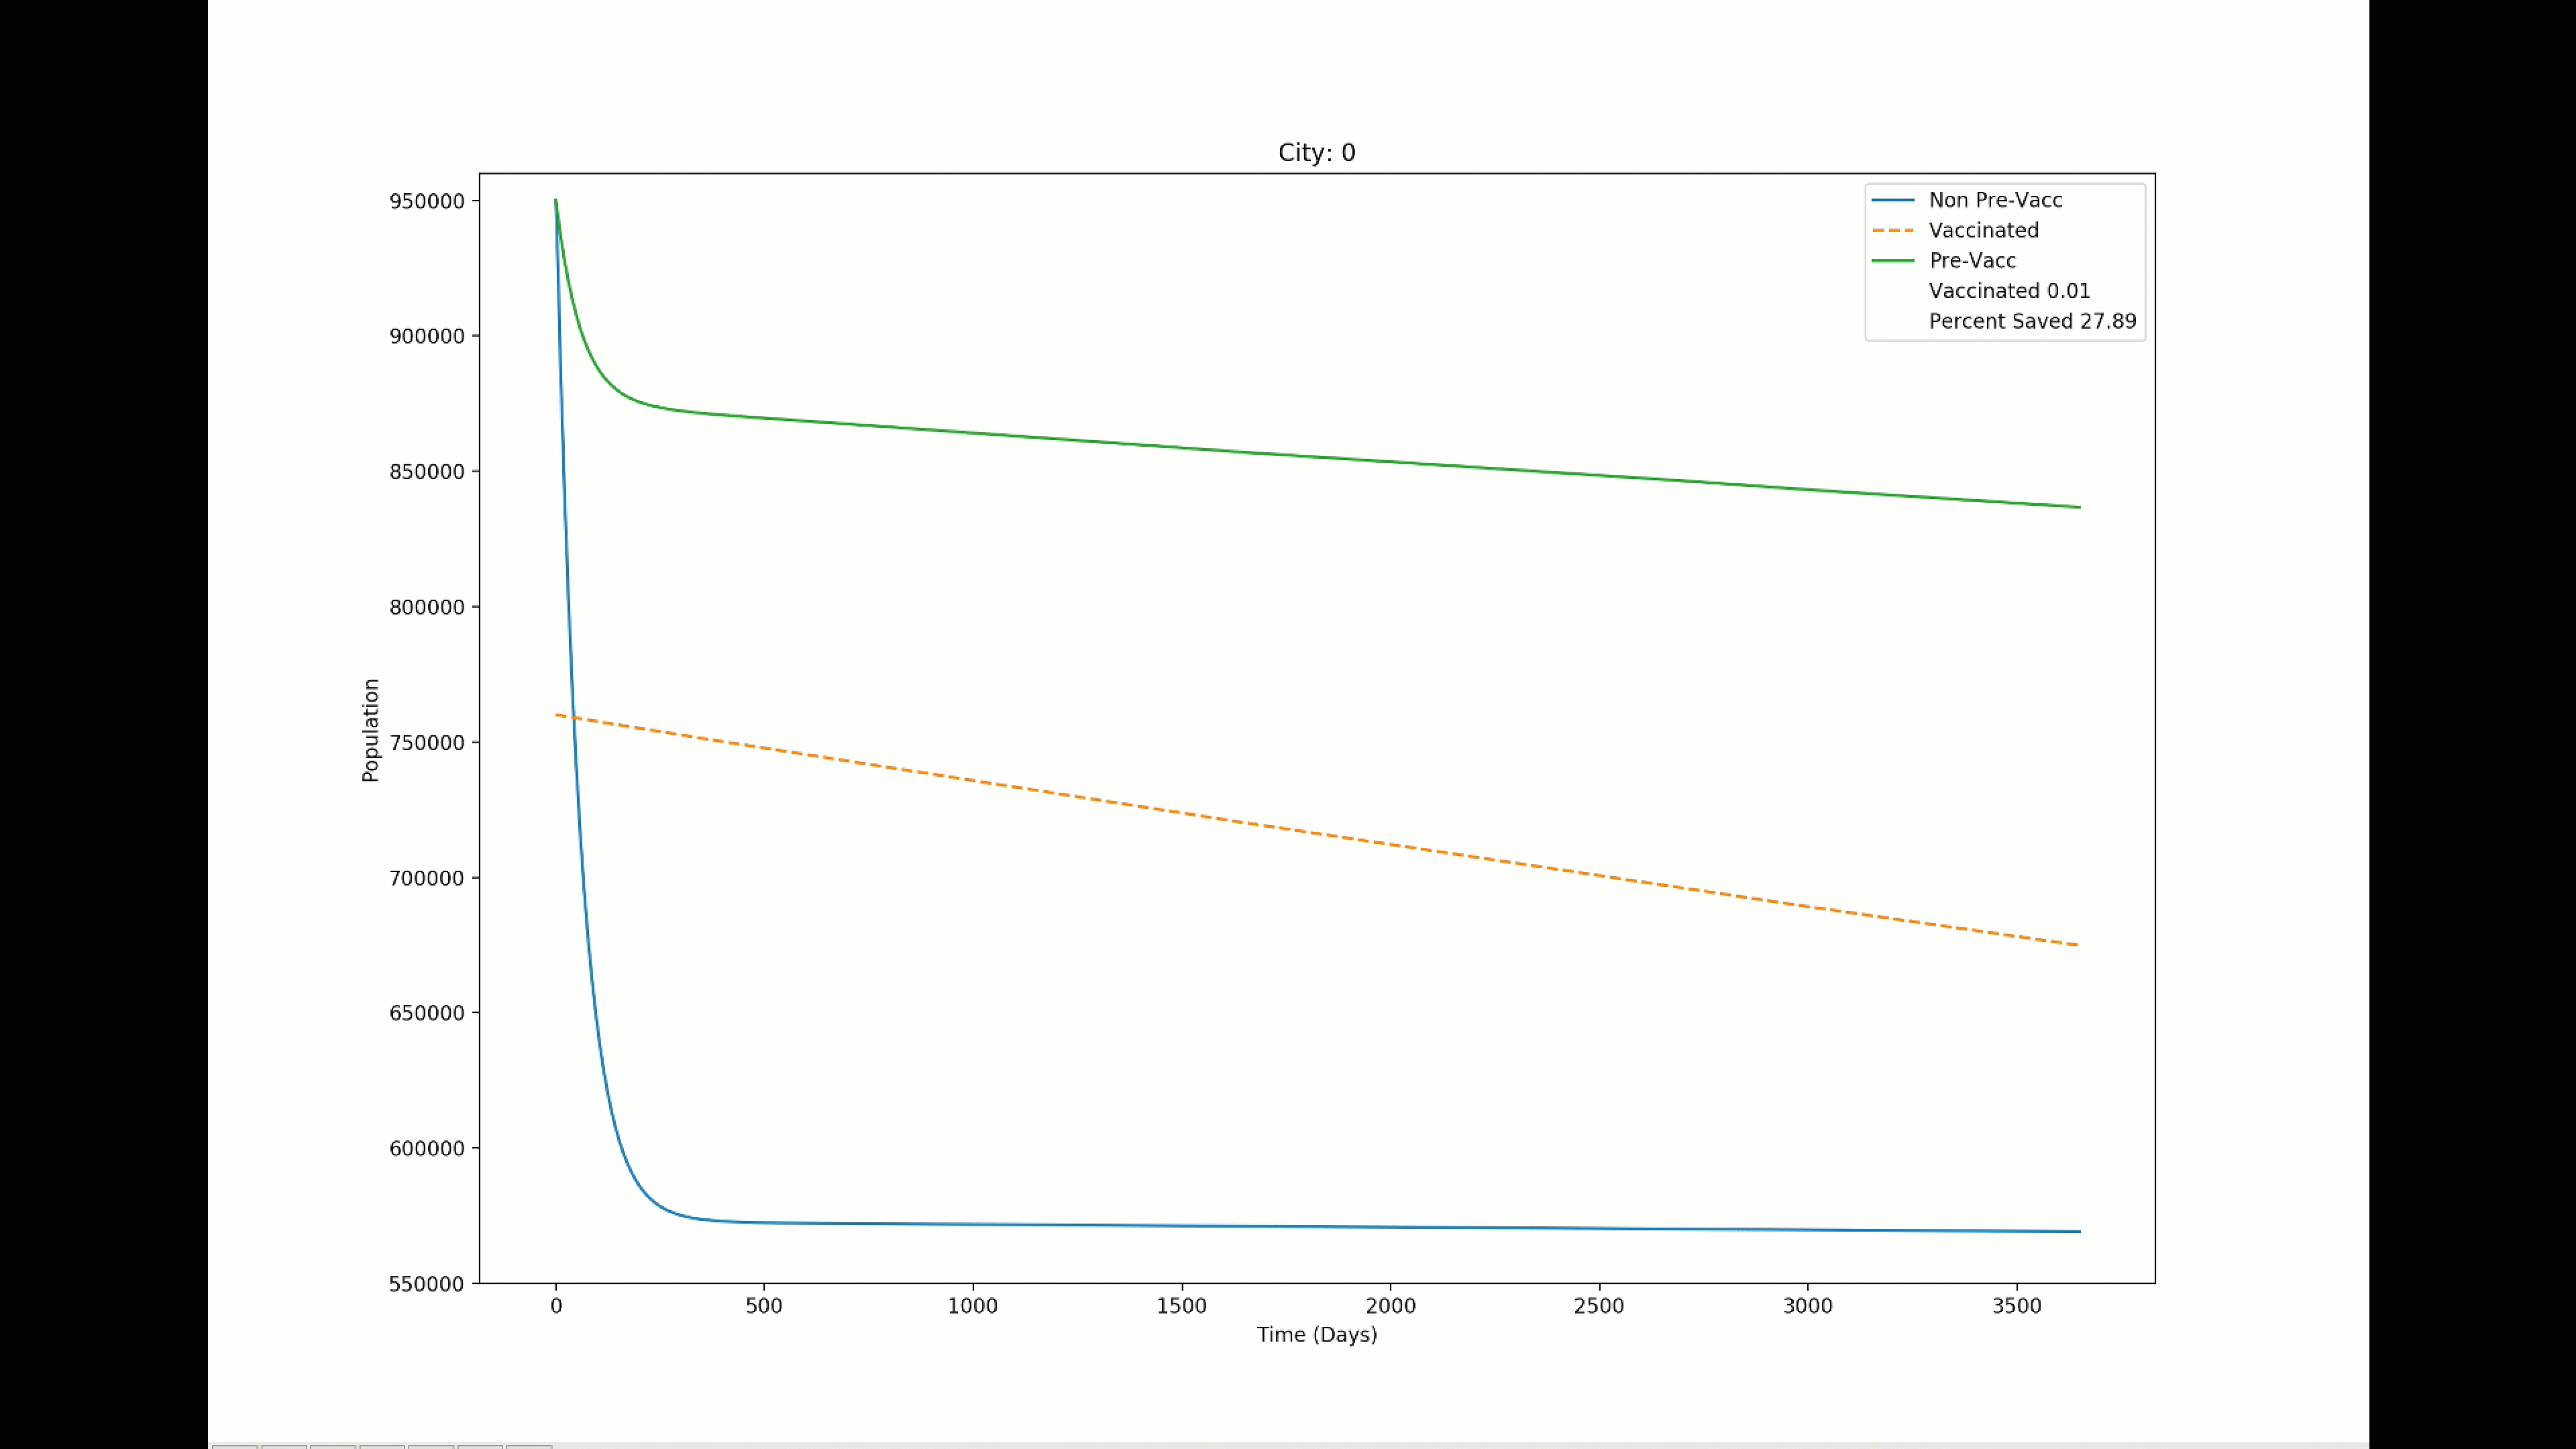 City: 0
950000
900000
850000
800000
750000
700000
650000
600000
550000
Population
0 500 1000 1500 2000 2500 3000 3500
Time (Days)
Non Pre-Vacc
Vaccinated
Pre-Vacc
Vaccinated 0.01
Percent Saved 27.89